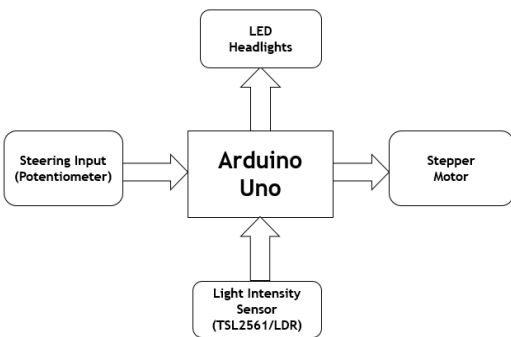 LED
Headlights
Steering Input
(Potentiometer)
Arduino
Uno
Stepper
Motor
Light Intensity
Sensor
(TSL2561/LDR)